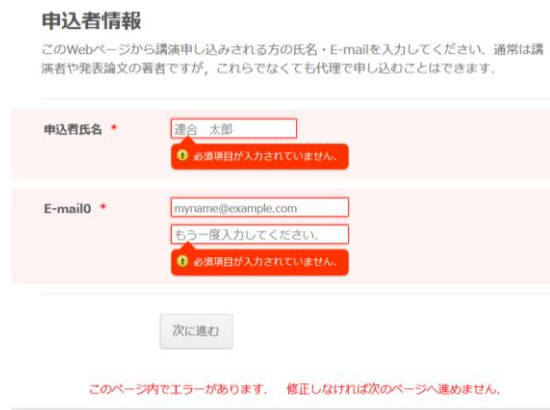 申込者情報
このWebページから講演申し込みされる方の氏名・E-mailを入力してください．通常は講
演者や発表論文の著者ですが，これらでなくても代理で申し込むことはできます．
申込者氏名 *
連合　太郎
必須項目が入力されていません．
E-mail0 *
myname@example.com
もう一度入力してください．
必須項目が入力されていません．
次に進む
このページ内でエラーがあります．　修正しなければ次のページへ進めません．